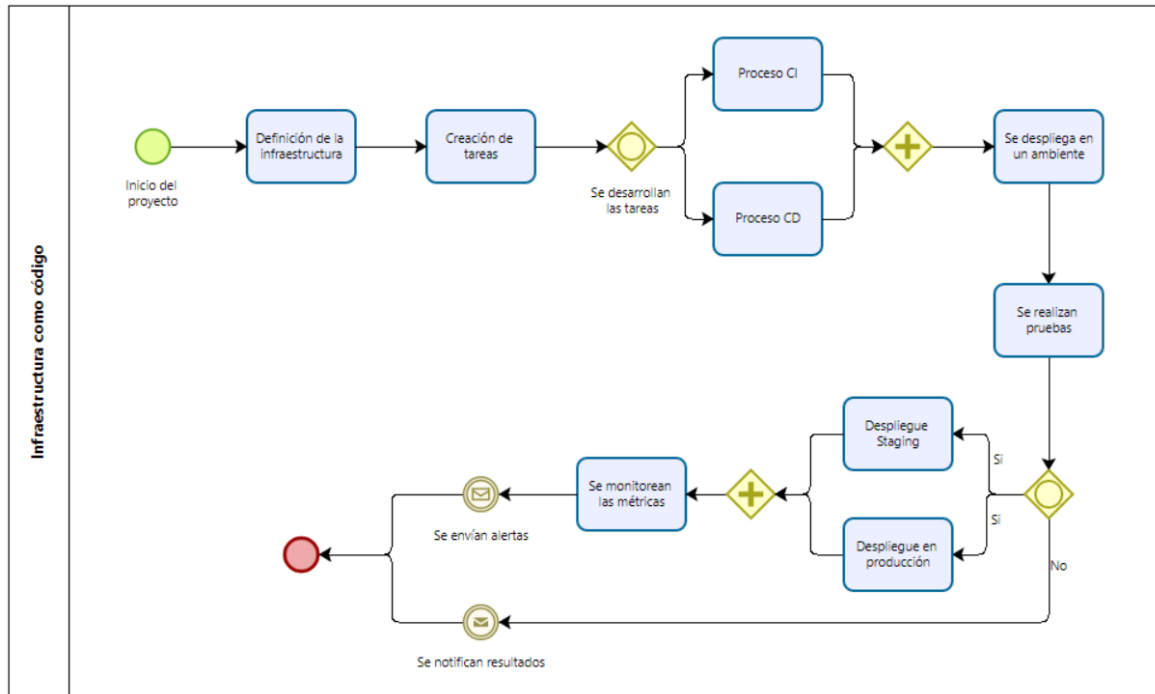 Infraestructura como código
Inicio del
proyecto
Definición de la
infraestructura
Creación de
tareas
Se desarrollan
las tareas
Proceso CI
Proceso CD
Se despliega en
un ambiente
Se realizan
pruebas
Si
Si
No
Despliegue
Staging
Despliegue en
producción
Se monitorean
las métricas
Se envían alertas
Se notifican resultados